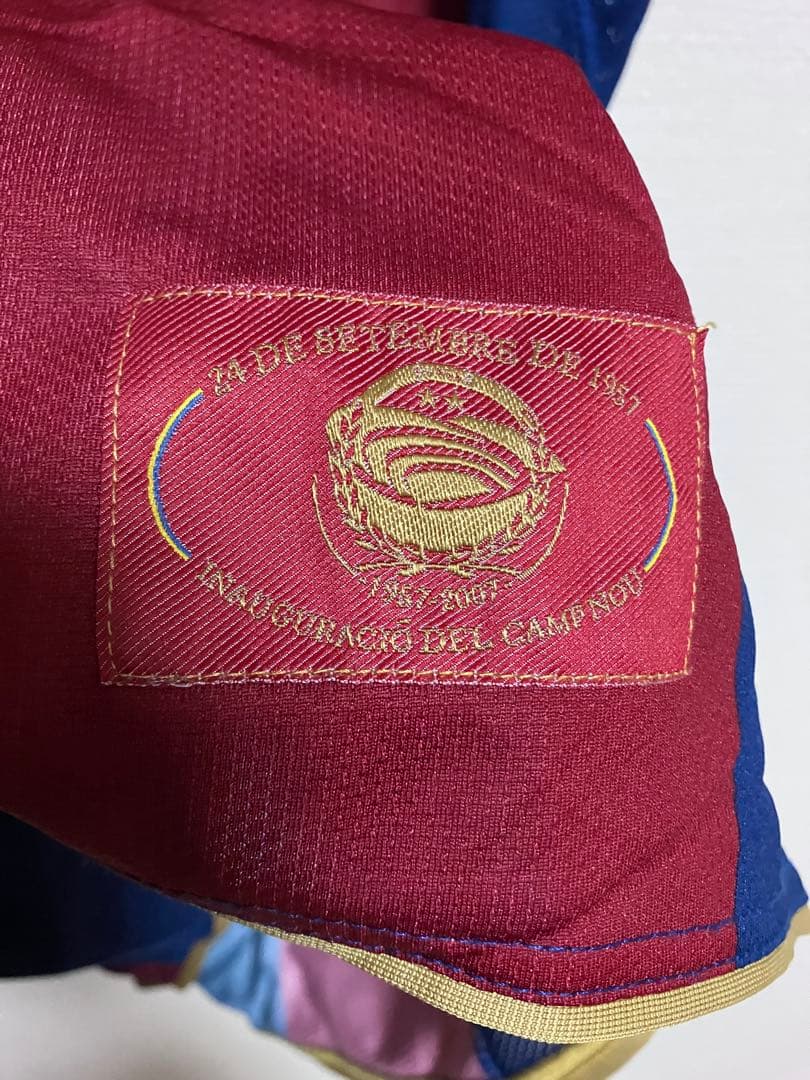 24 DE SETEMBRE DE 1957
1957-2007
INAUGURACIÓ DEL CAMP NOU